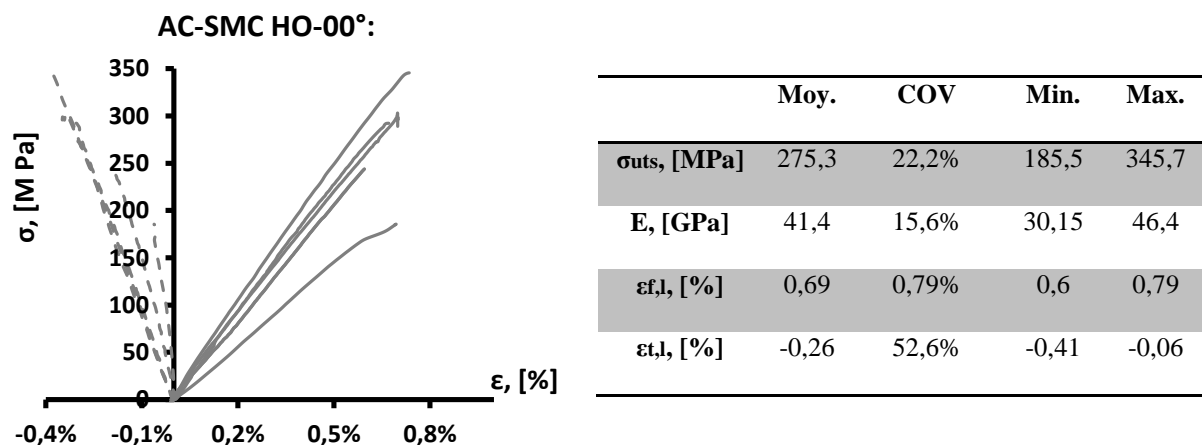 AC-SMC HO-00°:
350
300
250
200
150
100
50
0
σ, [M Pa]
ε, [%]
-0,4% -0,1% 0,2% 0,5% 0,8%
Moy. COV Min. Max.
σuts, [MPa] 275,3 22,2% 185,5 345,7
E, [GPa] 41,4 15,6% 30,15 46,4
εf,l, [%] 0,69 0,79% 0,6 0,79
εt,l, [%] -0,26 52,6% -0,41 -0,06